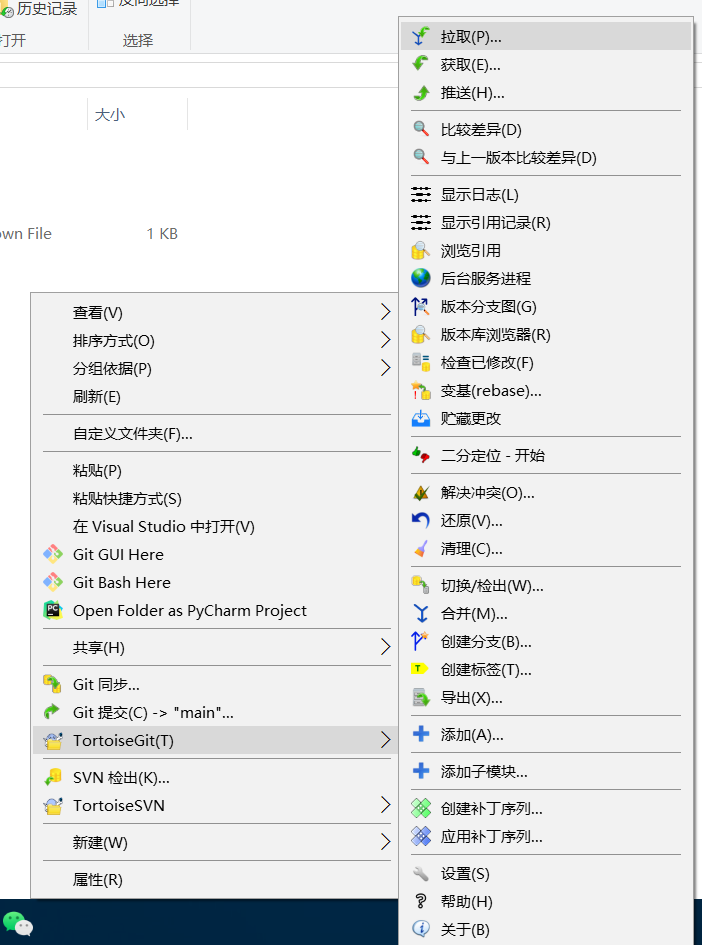 历史记录
打开
反向选择
选择
大小
own File
1 KB
查看(V)
排序方式(O)
分组依据(P)
刷新(E)
自定义文件夹(F)...
粘贴(P)
粘贴快捷方式(S)
在 Visual Studio 中打开(V)
Git GUI Here
Git Bash Here
Open Folder as PyCharm Project
共享(H)
Git 同步...
Git 提交(C) -> "main"...
TortoiseGit(T)
SVN 检出(K)...
TortoiseSVN
新建(W)
属性(R)
拉取(P)...
获取(E)...
推送(H)...
比较差异(D)
与上一版本比较差异(D)
显示日志(L)
显示引用记录(R)
浏览引用
后台服务进程
版本分支图(G)
版本库浏览器(R)
检查已修改(F)
变基(rebase)...
贮藏更改
二分定位 - 开始
解决冲突(O)...
还原(V)...
清理(C)...
切换/检出(W)...
合并(M)...
创建分支(B)...
创建标签(T)...
导出(X)...
添加(A)...
添加子模块...
创建补丁序列...
应用补丁序列...
设置(S)
帮助(H)
关于(B)